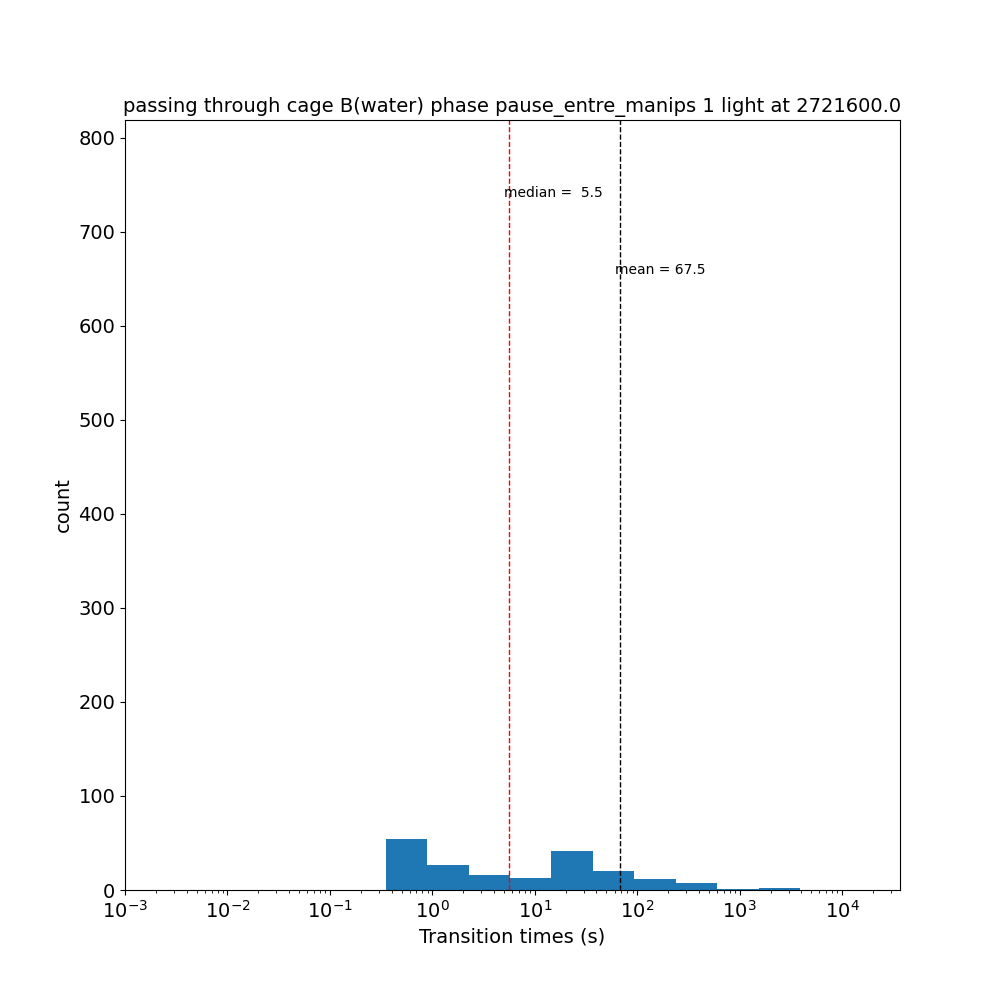 passing through cage B(water) phase pause_entre_manips 1 light at 2721600.0
800
median =  5.5
700
mean = 67.5
600
500
400
count
300
200
100
0
10⁻³ 10⁻² 10⁻¹ 10⁰ 10¹ 10² 10³ 10⁴
Transition times (s)